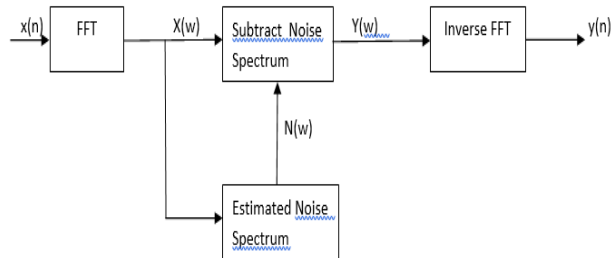 x(n)
FFT
X(w)
Subtract Noise
Spectrum
Y(w)
Inverse FFT
y(n)
N(w)
Estimated Noise
Spectrum